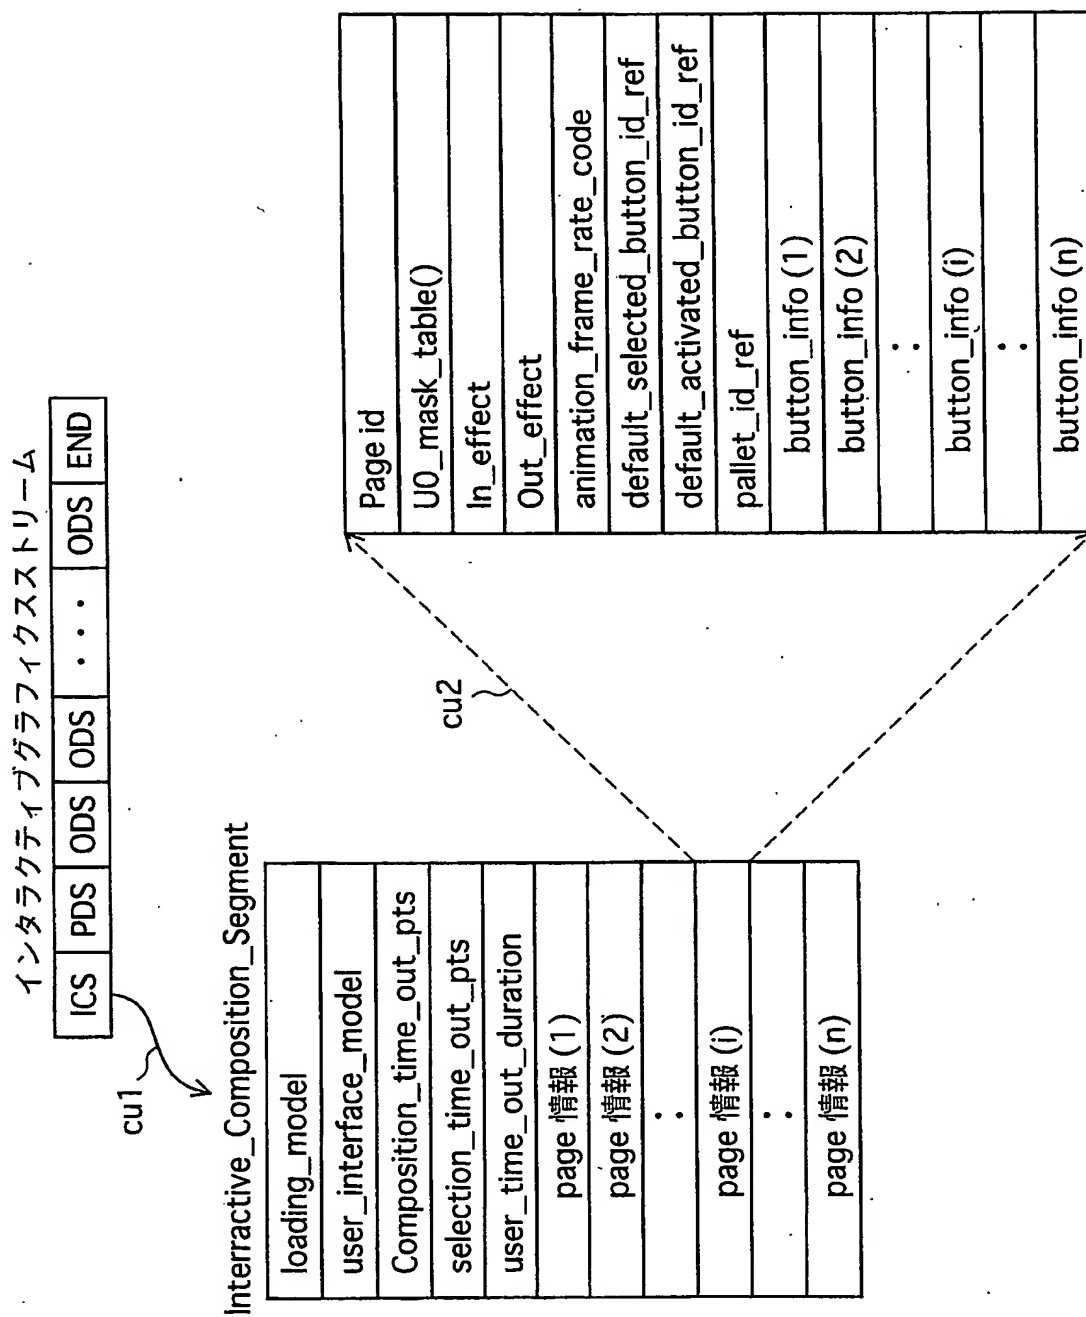 インタラクティブグラフィクスストリーム
ICS PDS ODS ODS ・・・ ODS END
cu1
Interractive_Composition_Segment
loading_model
user_interface_model
Composition_time_out_pts
selection_time_out_pts
user_time_out_duration
page 情報 (1)
page 情報 (2)
:
page 情報 (i)
:
page 情報 (n)
cu2
Page id
UO_mask_table()
In_effect
Out_effect
animation_frame_rate_code
default_selected_button_id_ref
default_activated_button_id_ref
pallet_id_ref
button_info (1)
button_info (2)
:
button_info (i)
:
button_info (n)